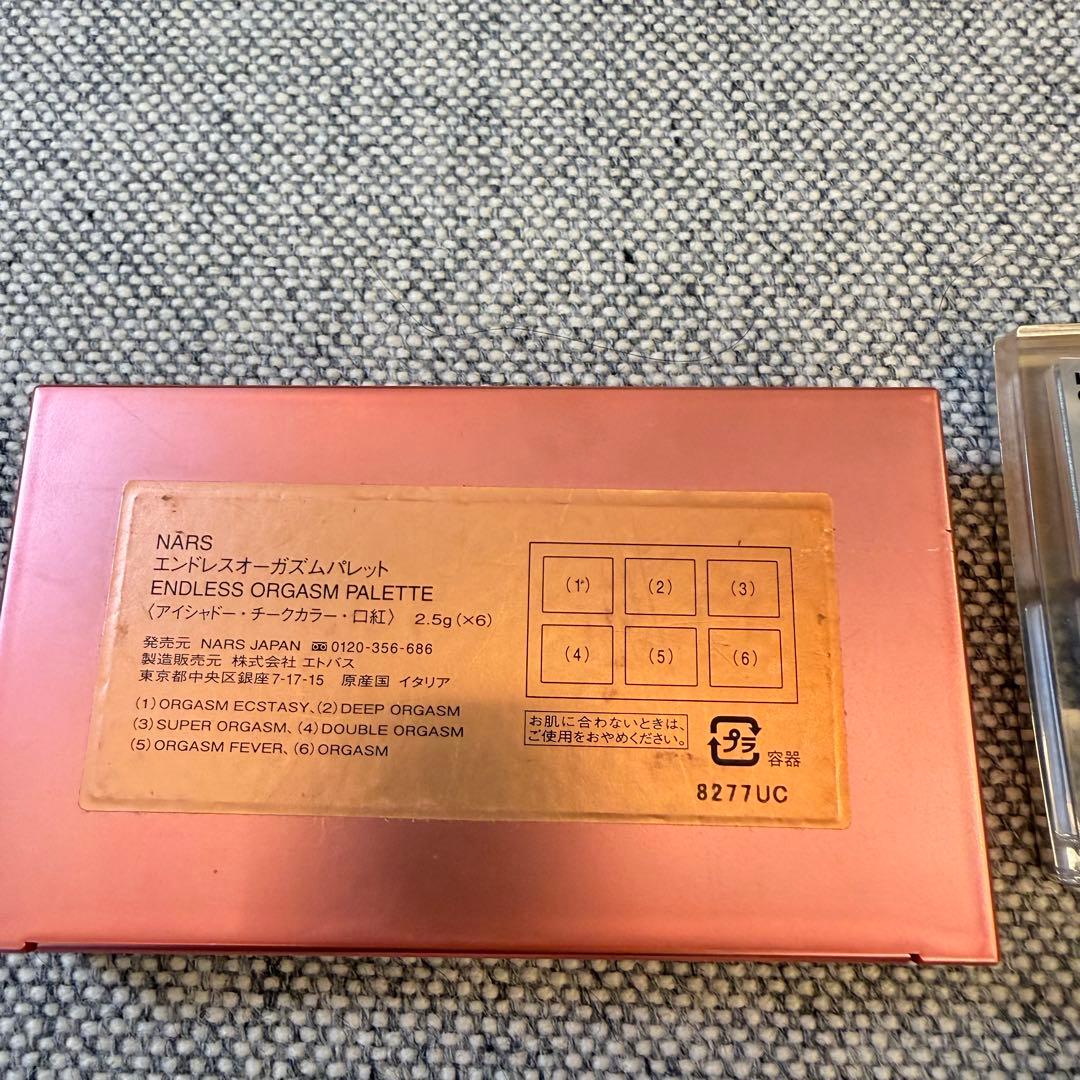 NARS
エンドレスオーガズムパレット
ENDLESS ORGASM PALETTE
〈アイシャドー・チークカラー・口紅〉 2.5g(×6)
発売元 NARS JAPAN 0120-356-686
製造販売元 株式会社 エトバス
東京都中央区銀座7-17-15 原産国 イタリア
(1)ORGASM ECSTASY、(2)DEEP ORGASM
(3)SUPER ORGASM、(4)DOUBLE ORGASM
(5)ORGASM FEVER、(6)ORGASM
(1) (2) (3)
(4) (5) (6)
お肌に合わないときは、
ご使用をおやめください。
プラ 容器
8277UC